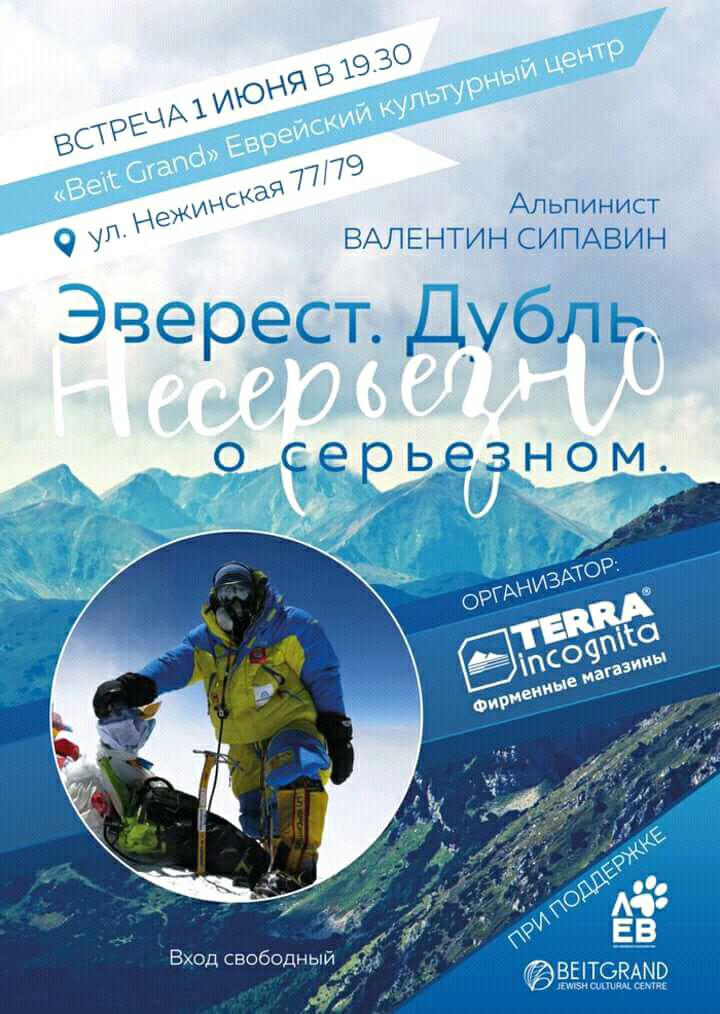 ВСТРЕЧА 1 ИЮНЯ В 19.30
«Beit Grand» Еврейский культурный центр
ул. Нежинская 77/79
Альпинист
ВАЛЕНТИН СИПАВИН
Эверест. Дубль.
Несерьезно
о серьезном.
ОРГАНИЗАТОР:
TERRA®
incognita
Фирменные магазины
ПРИ ПОДДЕРЖКЕ
ЛЕВ
Вход свободный
BEITGRAND
JEWISH CULTURAL CENTRE